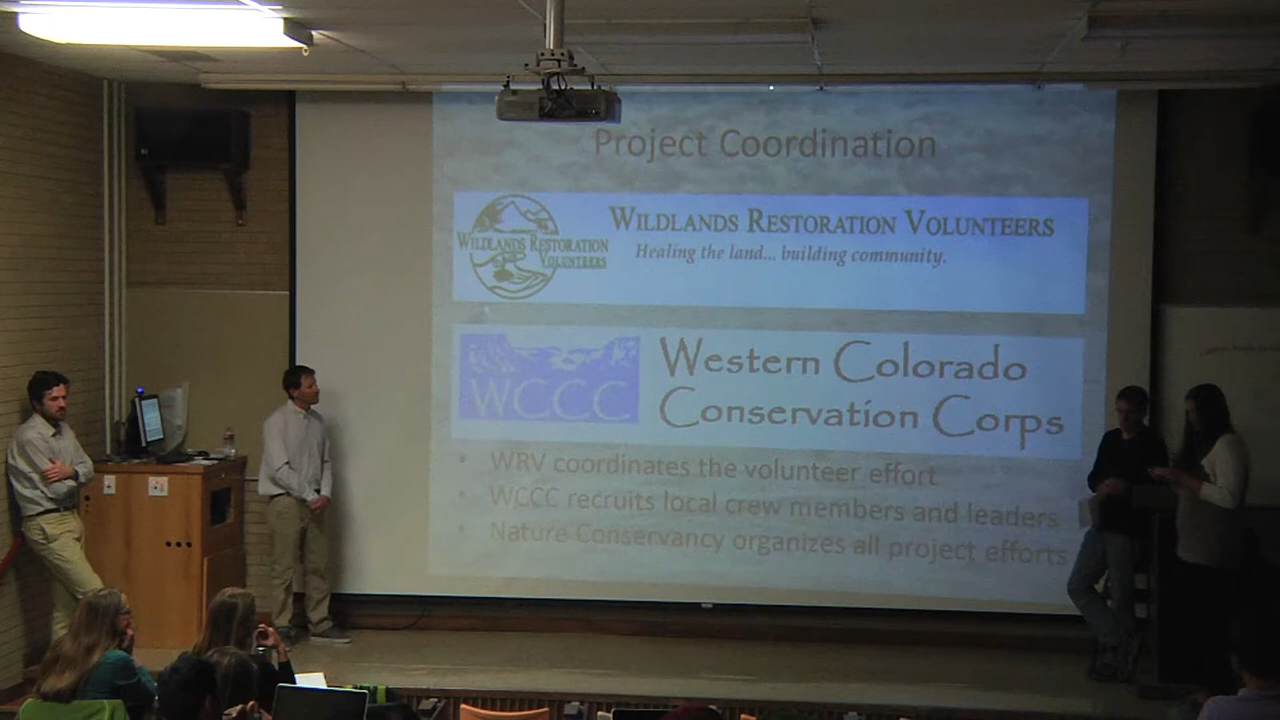 Project Coordination
WILDLANDS RESTORATION
VOLUNTEERS
WILDLANDS RESTORATION VOLUNTEERS
Healing the land... building community.
WCCC
Western Colorado
Conservation Corps
• WRV coordinates the volunteer effort
• WCCC recruits local crew members and leaders
• Nature Conservancy organizes all project efforts